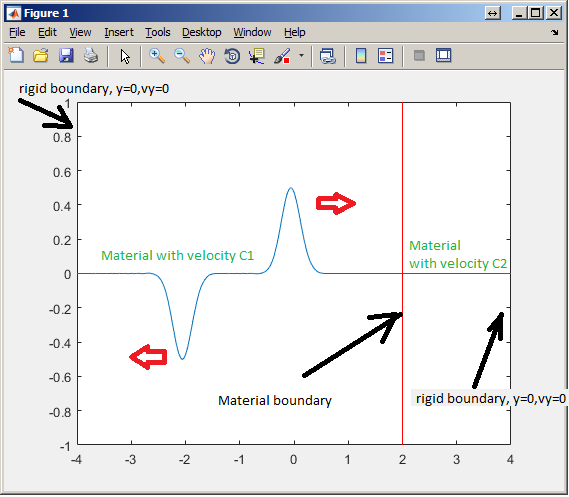 Figure 1
File Edit View Insert Tools Desktop Window Help
rigid boundary, y=0,vy=0
1
0.8
0.6
0.4
0.2
0
-0.2
-0.4
-0.6
-0.8
-1
Material with velocity C1
Material
with velocity C2
Material boundary
rigid boundary, y=0,vy=0
-4 -3 -2 -1 0 1 2 3 4